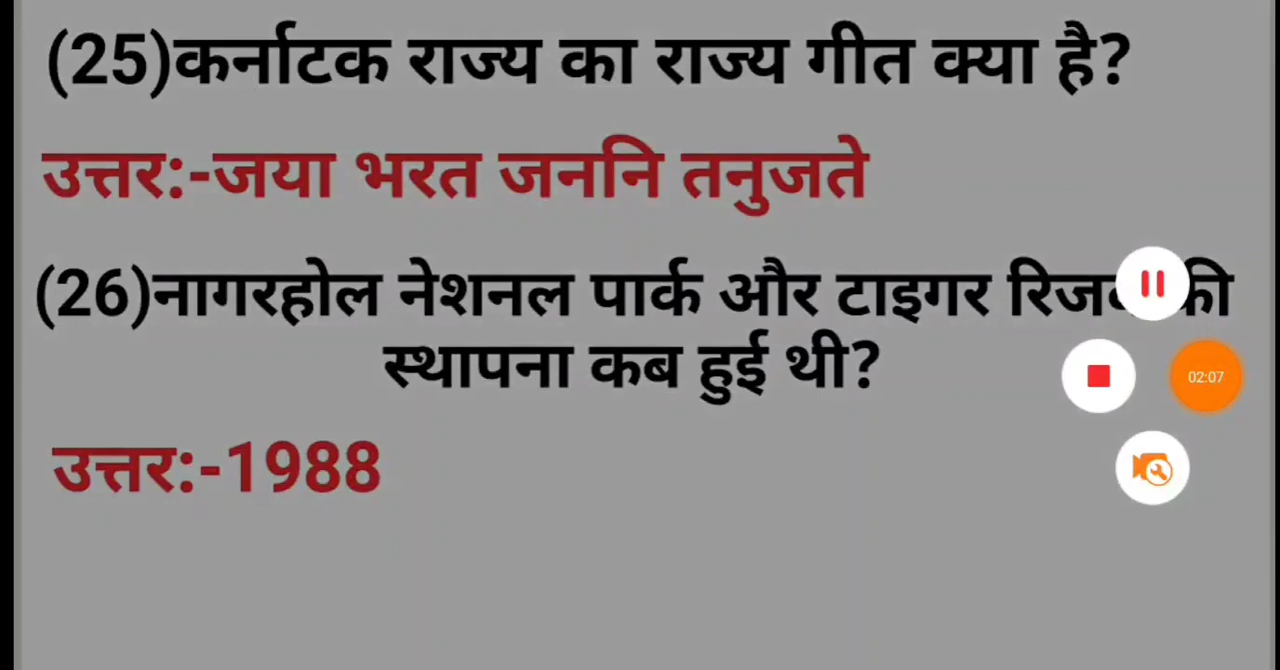 (25)कर्नाटक राज्य का राज्य गीत क्या है?
उत्तर:-जया भरत जननि तनुजते
(26)नागरहोल नेशनल पार्क और टाइगर की
स्थापना कब हुई थी?
02:07
उत्तर:-1988